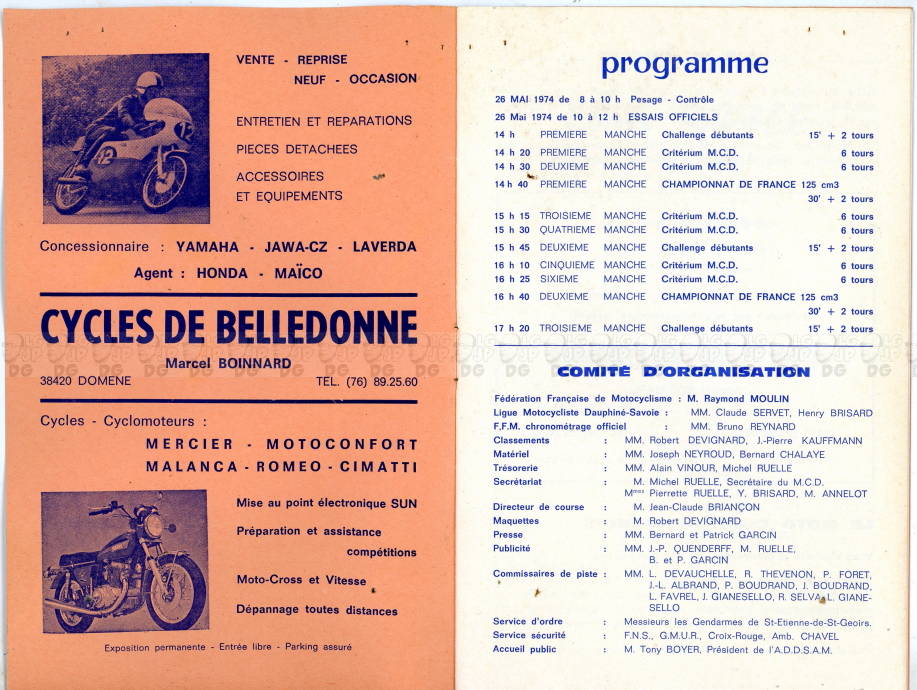 VENTE - REPRISE
NEUF - OCCASION
ENTRETIEN ET REPARATIONS
PIECES DETACHEES
ACCESSOIRES
ET EQUIPEMENTS
Concessionnaire : YAMAHA - JAWA-CZ - LAVERDA
Agent : HONDA - MAÏCO
CYCLES DE BELLEDONNE
Marcel BOINNARD
38420 DOMENE TEL. (76) 89.25.60
Cycles - Cyclomoteurs :
MERCIER - MOTOCONFORT
MALANCA - ROMEO - CIMATTI
Mise au point électronique SUN
Préparation et assistance
compétitions
Moto-Cross et Vitesse
Dépannage toutes distances
Exposition permanente - Entrée libre - Parking assuré
programme
26 MAI 1974 de 8 à 10 h Pesage - Contrôle
26 Mai 1974 de 10 à 12 h ESSAIS OFFICIELS
14 h PREMIERE MANCHE Challenge débutants 15' + 2 tours
14 h 20 PREMIERE MANCHE Critérium M.C.D. 6 tours
14 h 30 DEUXIEME MANCHE Critérium M.C.D. 6 tours
14 h 40 PREMIERE MANCHE CHAMPIONNAT DE FRANCE 125 cm3
30' + 2 tours
15 h 15 TROISIEME MANCHE Critérium M.C.D. 6 tours
15 h 30 QUATRIEME MANCHE Critérium M.C.D. 6 tours
15 h 45 DEUXIEME MANCHE Challenge débutants 15' + 2 tours
16 h 10 CINQUIEME MANCHE Critérium M.C.D. 6 tours
16 h 25 SIXIEME MANCHE Critérium M.C.D. 6 tours
16 h 40 DEUXIEME MANCHE CHAMPIONNAT DE FRANCE 125 cm3
30' + 2 tours
17 h 20 TROISIEME MANCHE Challenge débutants 15' + 2 tours
COMITÉ D'ORGANISATION
Fédération Française de Motocyclisme : M. Raymond MOULIN
Ligue Motocycliste Dauphiné-Savoie : MM. Claude SERVET, Henry BRISARD
F.F.M. chronométrage officiel : MM. Bruno REYNARD
Classements : MM. Robert DEVIGNARD, J.-Pierre KAUFFMANN
Matériel : MM. Joseph NEYROUD, Bernard CHALAYE
Trésorerie : MM. Alain VINOUR, Michel RUELLE
Secrétariat : M. Michel RUELLE, Secrétaire du M.C.D.
Mmes Pierrette RUELLE, Y. BRISARD, M. ANNELOT
Directeur de course : M. Jean-Claude BRIANÇON
Maquettes : M. Robert DEVIGNARD
Presse : MM. Bernard et Patrick GARCIN
Publicité : MM. J.-P. QUENDERFF, M. RUELLE,
B. et P. GARCIN
Commissaires de piste : MM. L. DEVAUCHELLE, R. THEVENON, P. FORET,
J.-L. ALBRAND, P. BOUDRAND, J. BOUDRAND,
L. FAVREL, J. GIANESELLO, R. SELVA, L. GIANE-
SELLO
Service d'ordre : Messieurs les Gendarmes de St-Etienne-de-St-Geoirs.
Service sécurité : F.N.S., G.M.U.R., Croix-Rouge, Amb. CHAVEL
Accueil public : M. Tony BOYER, Président de l'A.D.D.S.A.M.